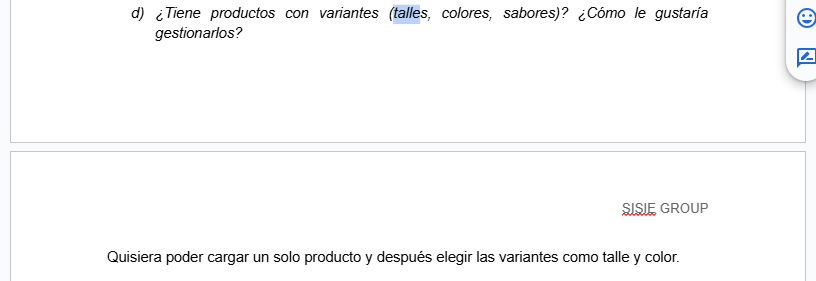 d) ¿Tiene productos con variantes (talles, colores, sabores)? ¿Cómo le gustaría
gestionarlos?
SISIE GROUP
Quisiera poder cargar un solo producto y después elegir las variantes como talle y color.